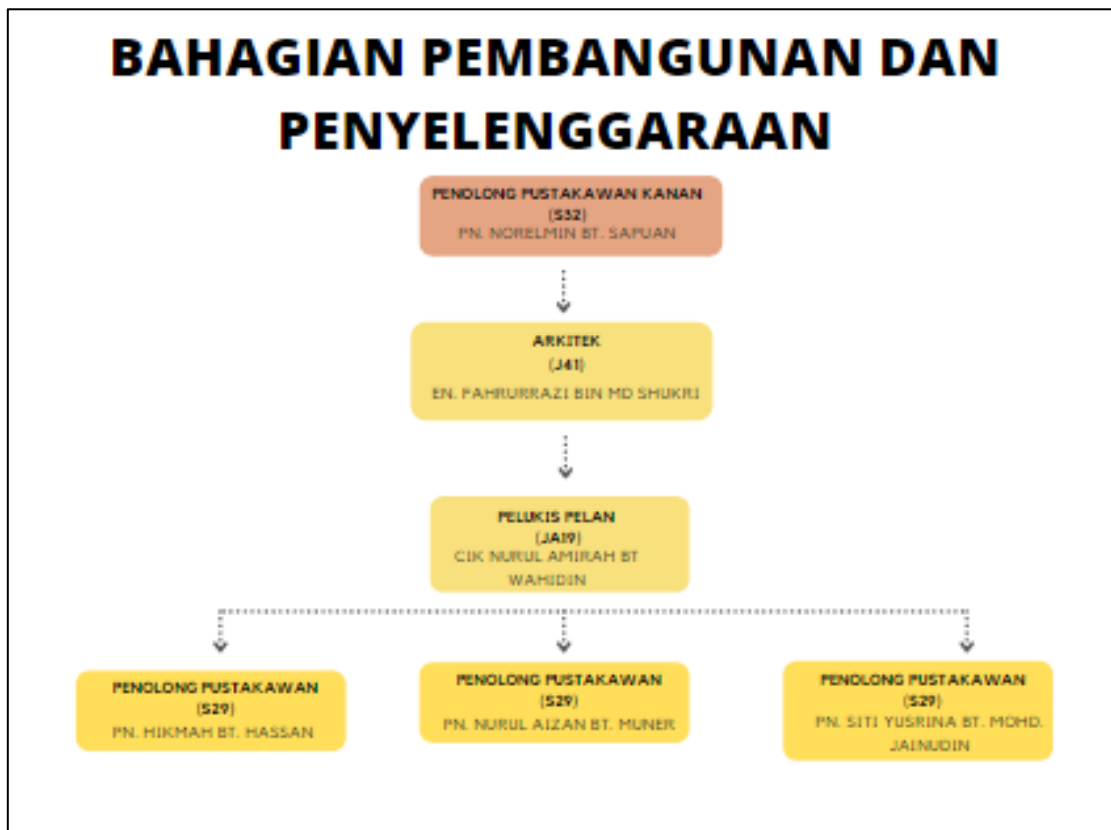 BAHAGIAN PEMBANGUNAN DAN
PENYELENGGARAAN
PENOLONG PUSTAKAWAN KANAN
(S32)
PN. NORELMIN BT. SAPUAN
ARKITEK
(J41)
EN. FAHRURRAZI BIN MD SHUKRI
PELUKIS PELAN
(JA19)
CIK NURUL AMIRAH BT
WAHIDIN
PENOLONG PUSTAKAWAN
(S29)
PN. HIKMAH BT. HASSAN
PENOLONG PUSTAKAWAN
(S29)
PN. NURUL AIZAN BT. MUNER
PENOLONG PUSTAKAWAN
(S29)
PN. SITI YUSRINA BT. MOHD.
JAINUDIN